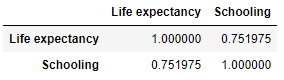 Life expectancy Schooling
Life expectancy 1.000000 0.751975
Schooling 0.751975 1.000000